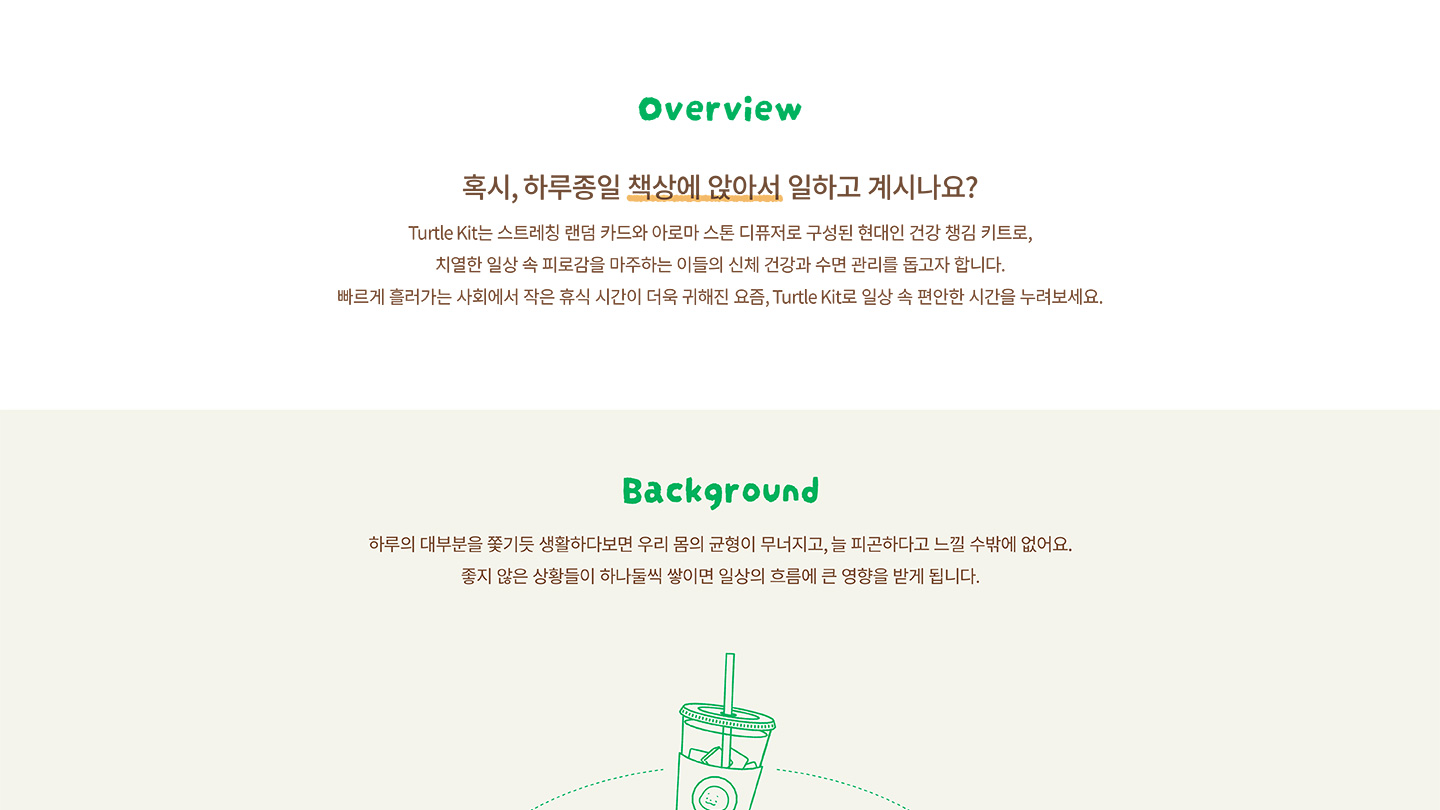 Overview
혹시, 하루종일 책상에 앉아서 일하고 계시나요?
Turtle Kit는 스트레칭 랜덤 카드와 아로마 스톤 디퓨저로 구성된 현대인 건강 챙김 키트로,
치열한 일상 속 피로감을 마주하는 이들의 신체 건강과 수면 관리를 돕고자 합니다.
빠르게 흘러가는 사회에서 작은 휴식 시간이 더욱 귀해진 요즘, Turtle Kit로 일상 속 편안한 시간을 누려보세요.
Background
하루의 대부분을 쫓기듯 생활하다보면 우리 몸의 균형이 무너지고, 늘 피곤하다고 느낄 수밖에 없어요.
좋지 않은 상황들이 하나둘씩 쌓이면 일상의 흐름에 큰 영향을 받게 됩니다.